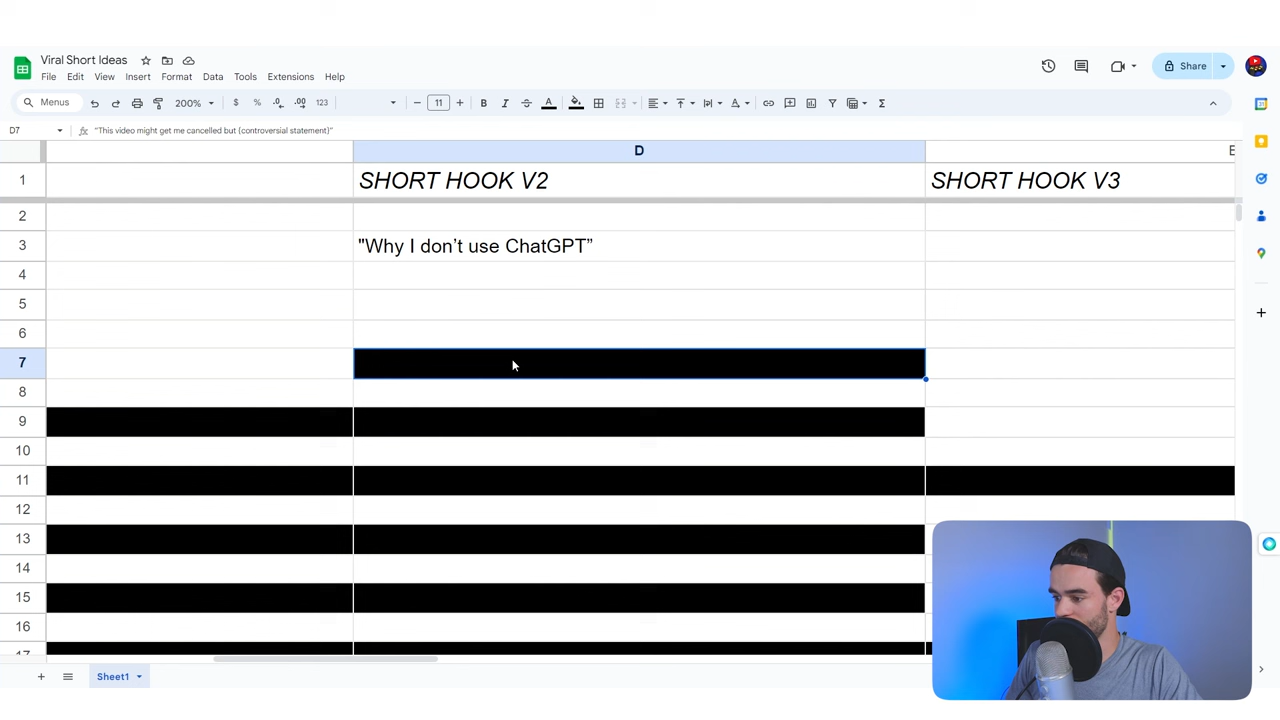 Viral Short Ideas
File Edit View Insert Format Data Tools Extensions Help
Share
Menus 200% $ % .0 .00 123 11 B I A Σ
D7 fx "This video might get me cancelled but (controversial statement)"
D E
1 SHORT HOOK V2 SHORT HOOK V3
2
3 "Why I don’t use ChatGPT”
4
5
6
7
8
9
10
11
12
13
14
15
16
17
Sheet1